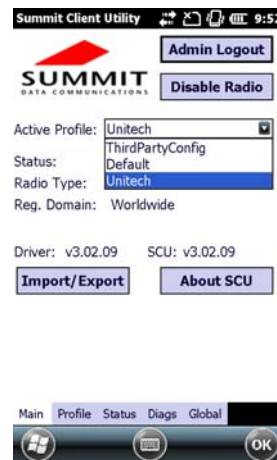 Summit Client Utility 9:52
Admin Logout
SUMMIT
DATA COMMUNICATIONS
Disable Radio
Active Profile: Unitech
ThirdPartyConfig
Status: Default
Radio Type: Unitech
Reg. Domain: Worldwide
Driver: v3.02.09 SCU: v3.02.09
Import/Export About SCU
Main Profile Status Diags Global
OK